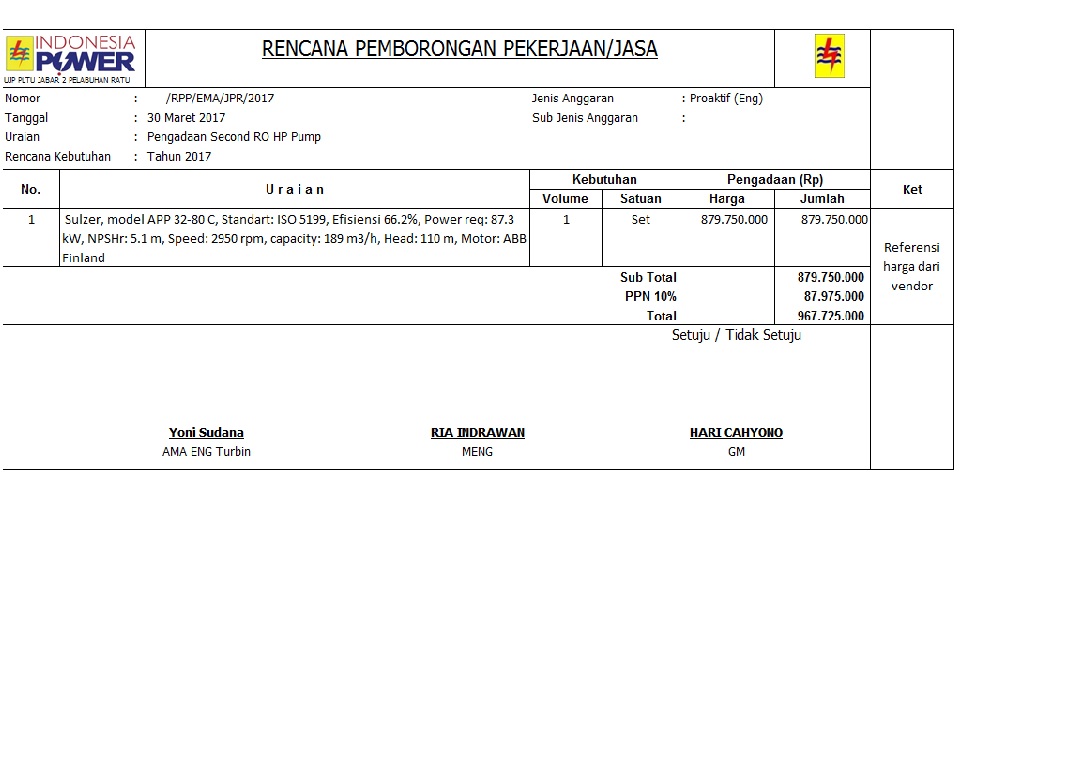 INDONESIA
POWER
UJP PLTU JABAR 2 PELABUHAN RATU
RENCANA PEMBORONGAN PEKERJAAN/JASA
Nomor : /RPP/EMA/JPR/2017 Jenis Anggaran : Proaktif (Eng)
Tanggal : 30 Maret 2017 Sub Jenis Anggaran :
Uraian : Pengadaan Second RO HP Pump
Rencana Kebutuhan : Tahun 2017
No. U r a i a n Kebutuhan Pengadaan (Rp) Ket
Volume Satuan Harga Jumlah
1 Sulzer, model APP 32-80 C, Standart: ISO 5199, Efisiensi 66.2%, Power req: 87.3 1 Set 879.750.000 879.750.000
kW, NPSHr: 5.1 m, Speed: 2950 rpm, capacity: 189 m3/h, Head: 110 m, Motor: ABB
Finland
Referensi
harga dari
vendor
Sub Total 879.750.000
PPN 10% 87.975.000
Total 967.725.000
Setuju / Tidak Setuju
Yoni Sudana RIA INDRAWAN HARI CAHYONO
AMA ENG Turbin MENG GM